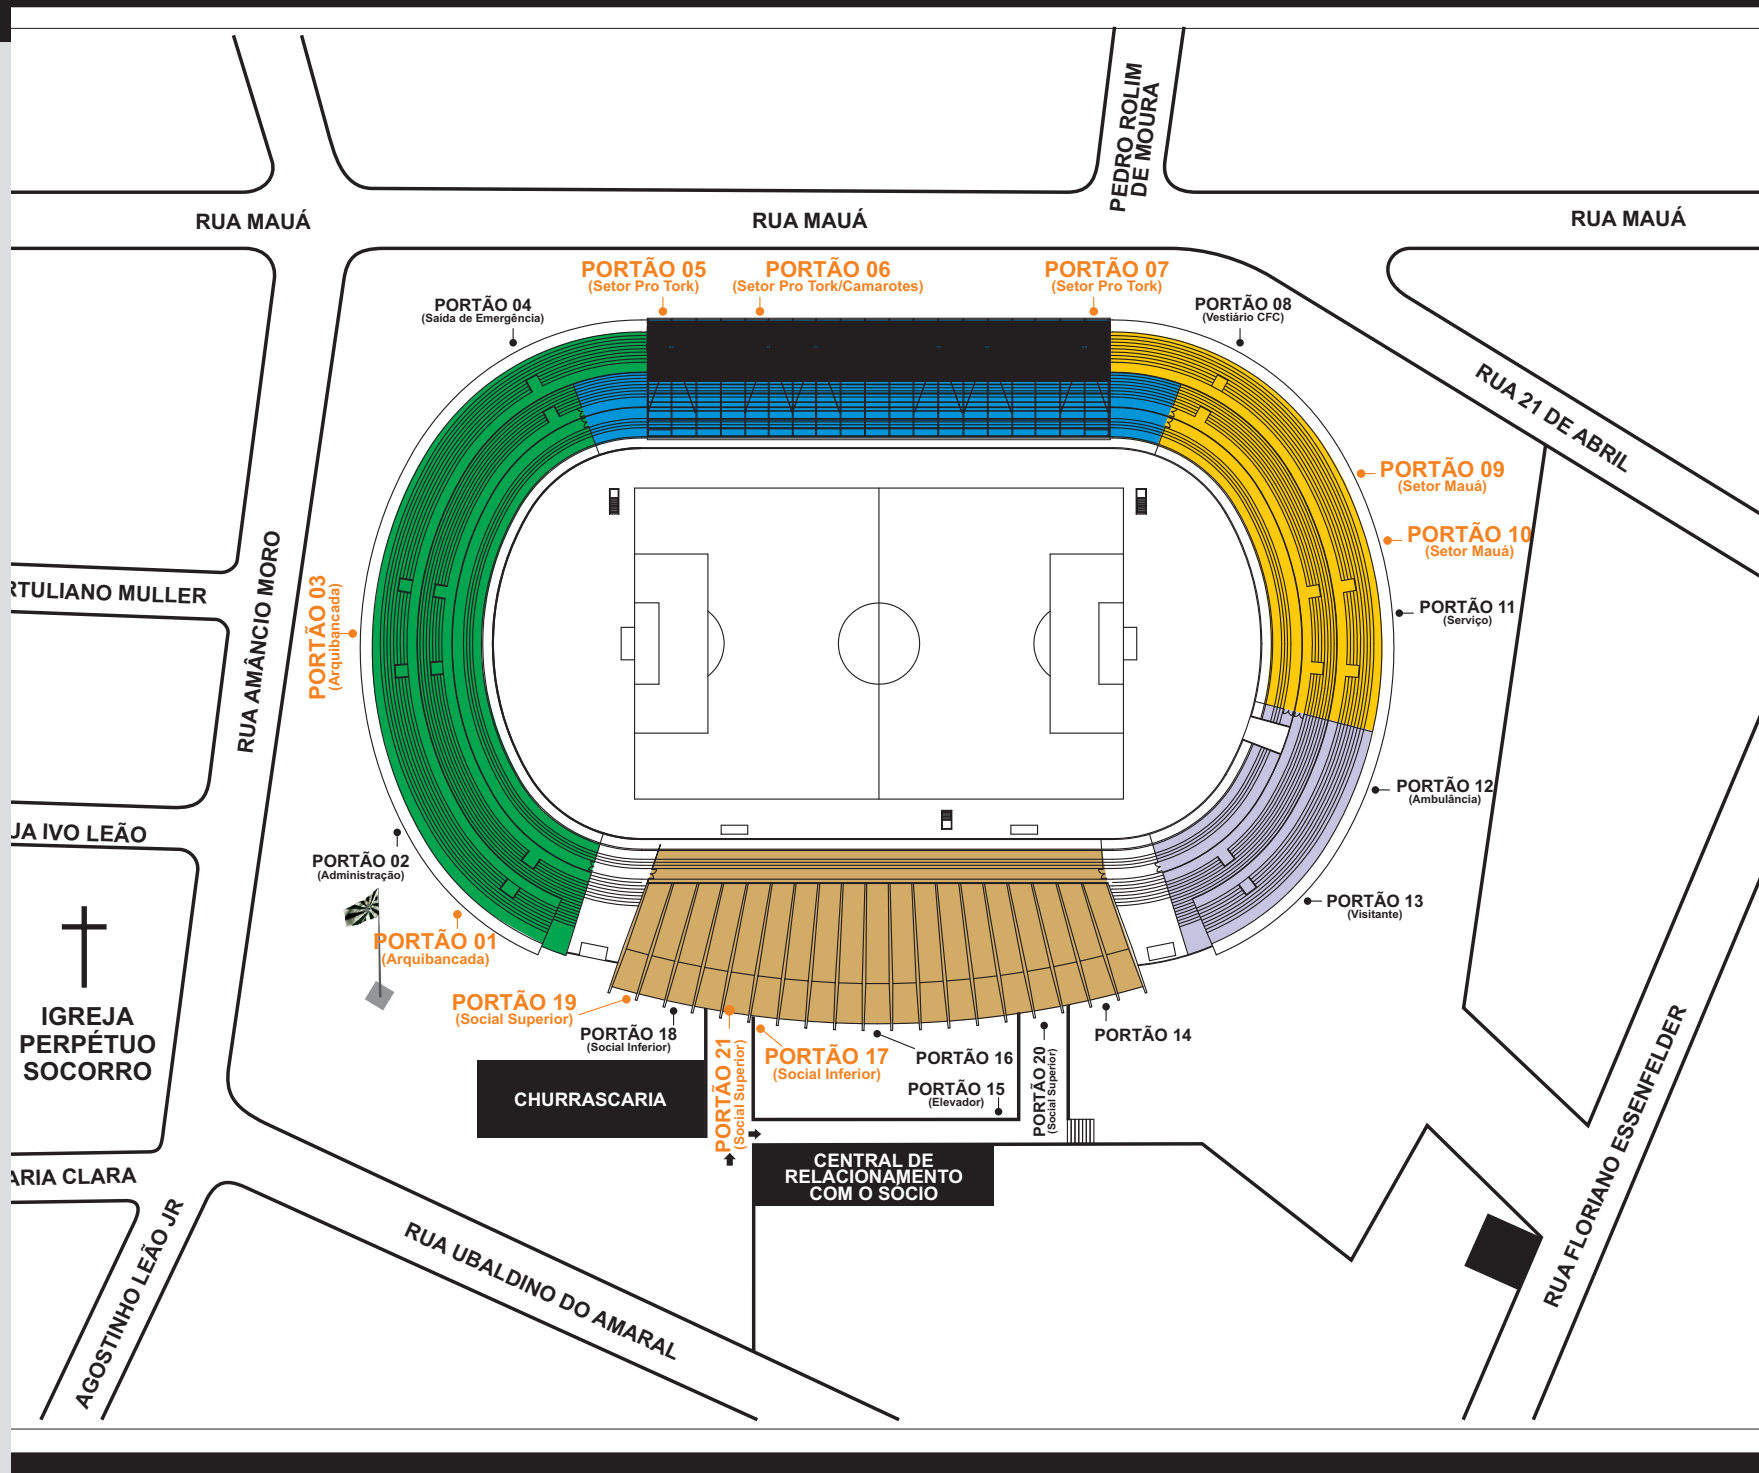 PEDRO ROLIM
DE MOURA
RUA MAUÁ
RUA MAUÁ
RUA MAUÁ
PORTÃO 05
(Setor Pro Tork)
PORTÃO 06
(Setor Pro Tork/Camarotes)
PORTÃO 07
(Setor Pro Tork)
PORTÃO 04
(Saída de Emergência)
PORTÃO 08
(Vestiário CFC)
RUA 21 DE ABRIL
PORTÃO 09
(Setor Mauá)
PORTÃO 10
(Setor Mauá)
RTULIANO MULLER
RUA AMÂNCIO MORO
PORTÃO 03
(Arquibancada)
PORTÃO 11
(Serviço)
PORTÃO 12
(Ambulância)
UA IVO LEÃO
PORTÃO 02
(Administração)
PORTÃO 13
(Visitante)
PORTÃO 01
(Arquibancada)
PORTÃO 19
(Social Superior)
PORTÃO 18
(Social Inferior)
PORTÃO 21
(Social Superior)
PORTÃO 17
(Social Inferior)
PORTÃO 16
PORTÃO 15
(Elevador)
PORTÃO 20
(Social Superior)
PORTÃO 14
IGREJA
PERPÉTUO
SOCORRO
CHURRASCARIA
CENTRAL DE
RELACIONAMENTO
COM O SÓCIO
ARIA CLARA
AGOSTINHO LEÃO JR
RUA UBALDINO DO AMARAL
RUA FLORIANO ESSENFELDER